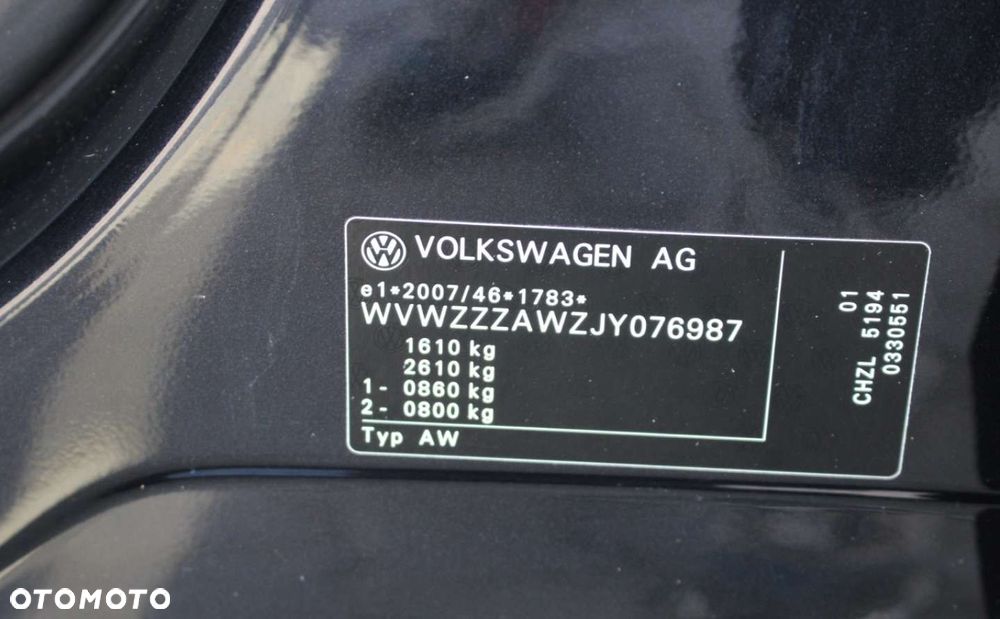 VOLKSWAGEN AG
e1*2007/46*1783*
WVWZZZAWZJY076987
1610 kg
2610 kg
1- 0860 kg
2- 0800 kg
Typ AW
01
CHZL 5194
0330551
OTOMOTO